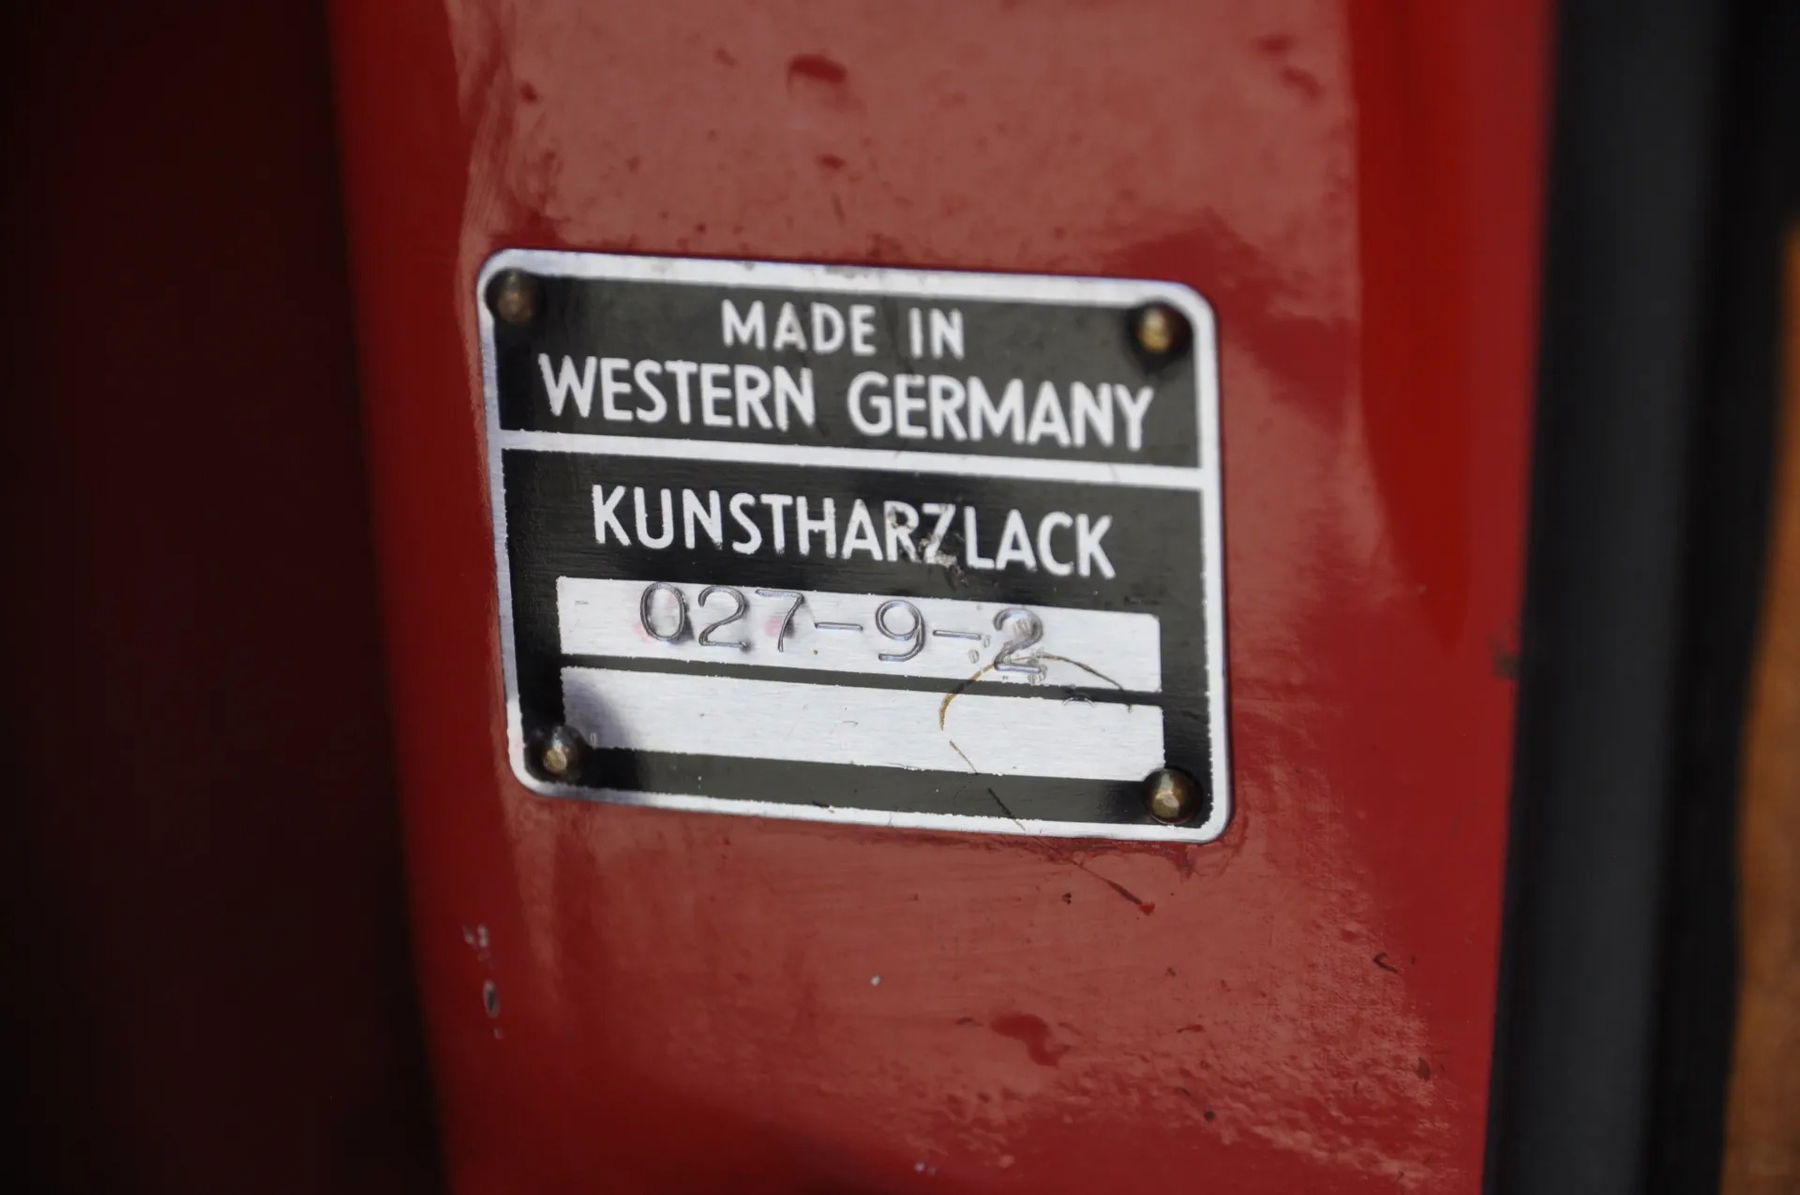 MADE IN
WESTERN GERMANY
KUNSTHARZLACK
027-9-2